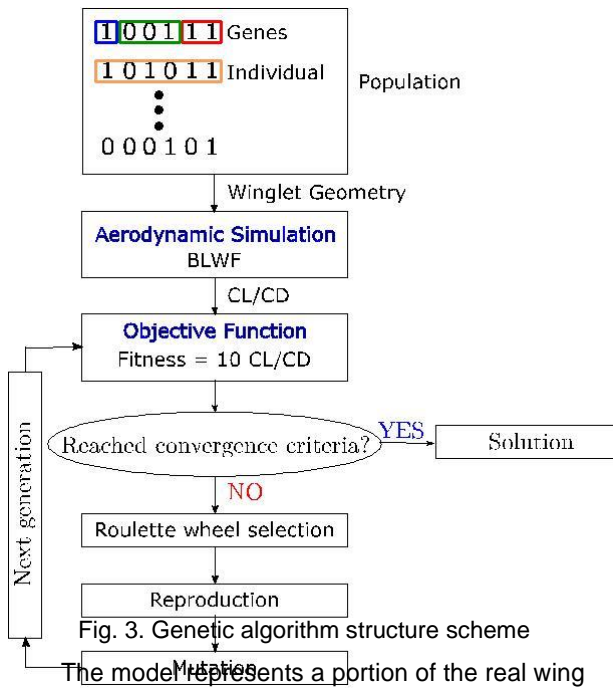 1 0 0 1 1 1 Genes
1 0 1 0 1 1 Individual
Population
0 0 0 1 0 1
Winglet Geometry
Aerodynamic Simulation
BLWF
CL/CD
Objective Function
Fitness = 10 CL/CD
Reached convergence criteria?
YES
Solution
NO
Next generation
Roulette wheel selection
Reproduction
Fig. 3. Genetic algorithm structure scheme
Mutation
The model represents a portion of the real wing